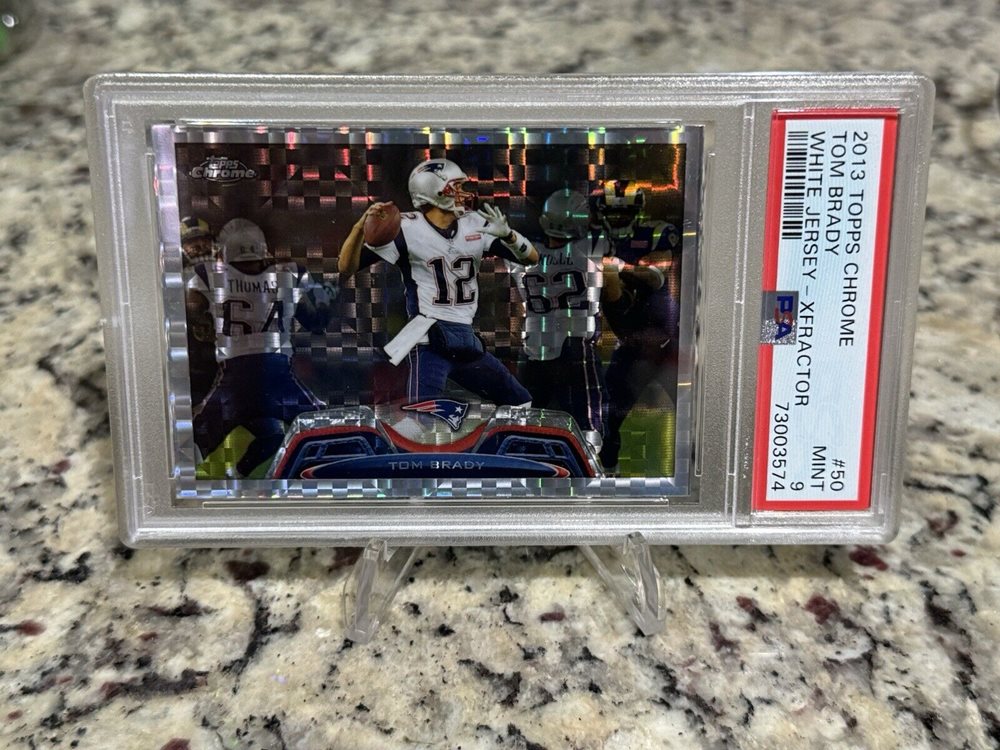 2013 TOPPS CHROME
#50
TOM BRADY
MINT
WHITE JERSEY - XFRACTOR
9
73003574
PSA
TOPPS
Chrome
THOMAS
64
12
62
TOM BRADY